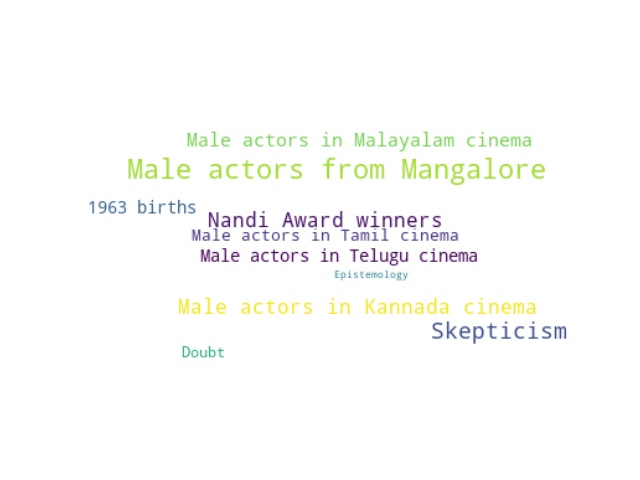 Male actors in Malayalam cinema
Male actors from Mangalore
1963 births
Nandi Award winners
Male actors in Tamil cinema
Male actors in Telugu cinema
Epistemology
Male actors in Kannada cinema
Skepticism
Doubt